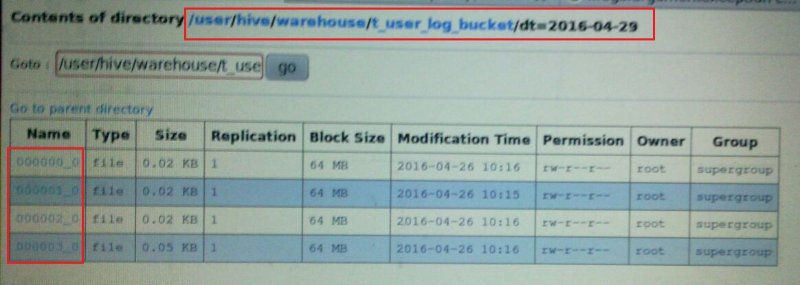 Contents of directory /user/hive/warehouse/t_user_log_bucket/dt=2016-04-29
Goto : /user/hive/warehouse/t_use go
Go to parent directory
Name Type Size Replication Block Size Modification Time Permission Owner Group
000000_0 file 0.02 KB 1 64 MB 2016-04-26 10:16 rw-r--r-- root supergroup
000001_0 file 0.02 KB 1 64 MB 2016-04-26 10:15 rw-r--r-- root supergroup
000002_0 file 0.02 KB 1 64 MB 2016-04-26 10:16 rw-r--r-- root supergroup
000003_0 file 0.05 KB 1 64 MB 2016-04-26 10:16 rw-r--r-- root supergroup